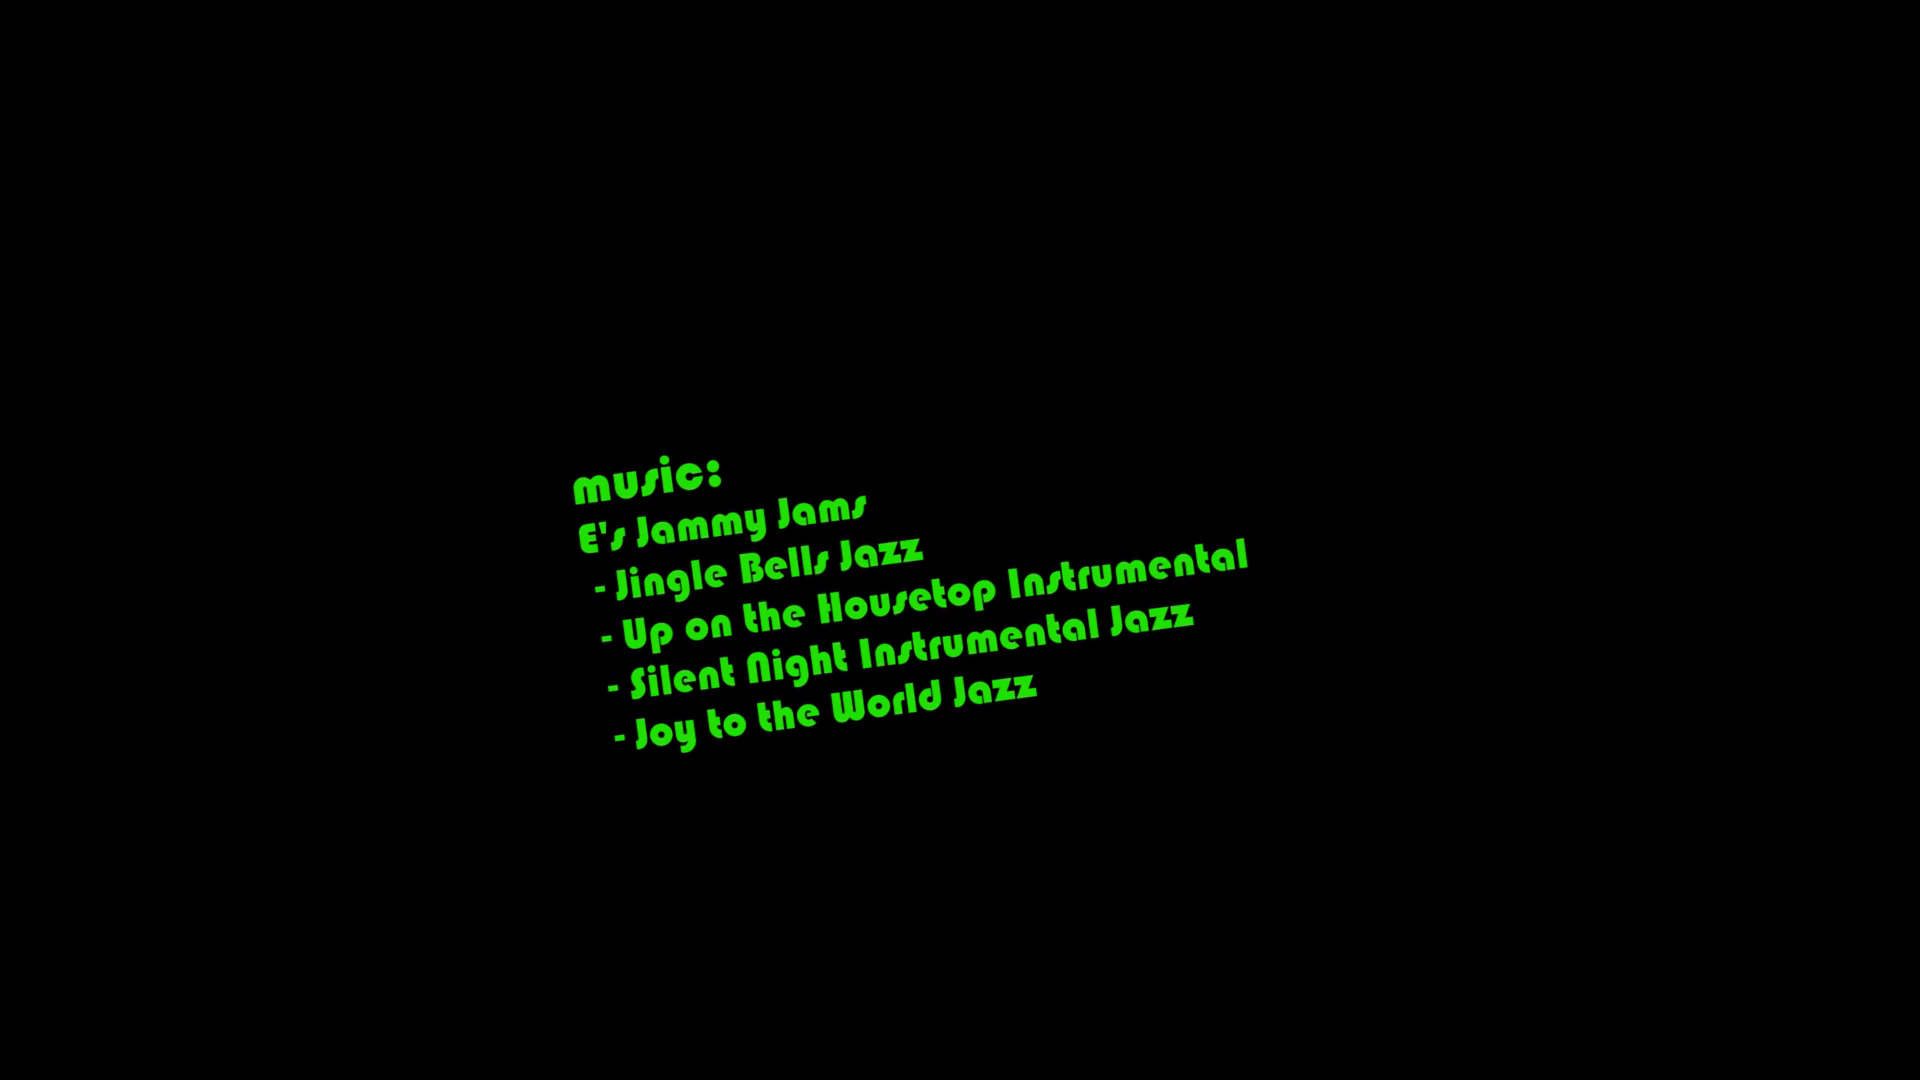 music:
E's Jammy Jams
- Jingle Bells Jazz
- Up on the Housetop Instrumental
- Silent Night Instrumental Jazz
- Joy to the World Jazz